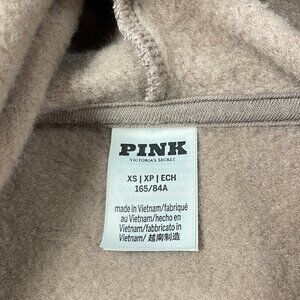 PINK
VICTORIA'S SECRET
XS | XP | ECH
165/84A
made in Vietnam/fabriqué
au Vietnam/hecho en
Vietnam/fabbricato in
Vietnam/ 越南制造